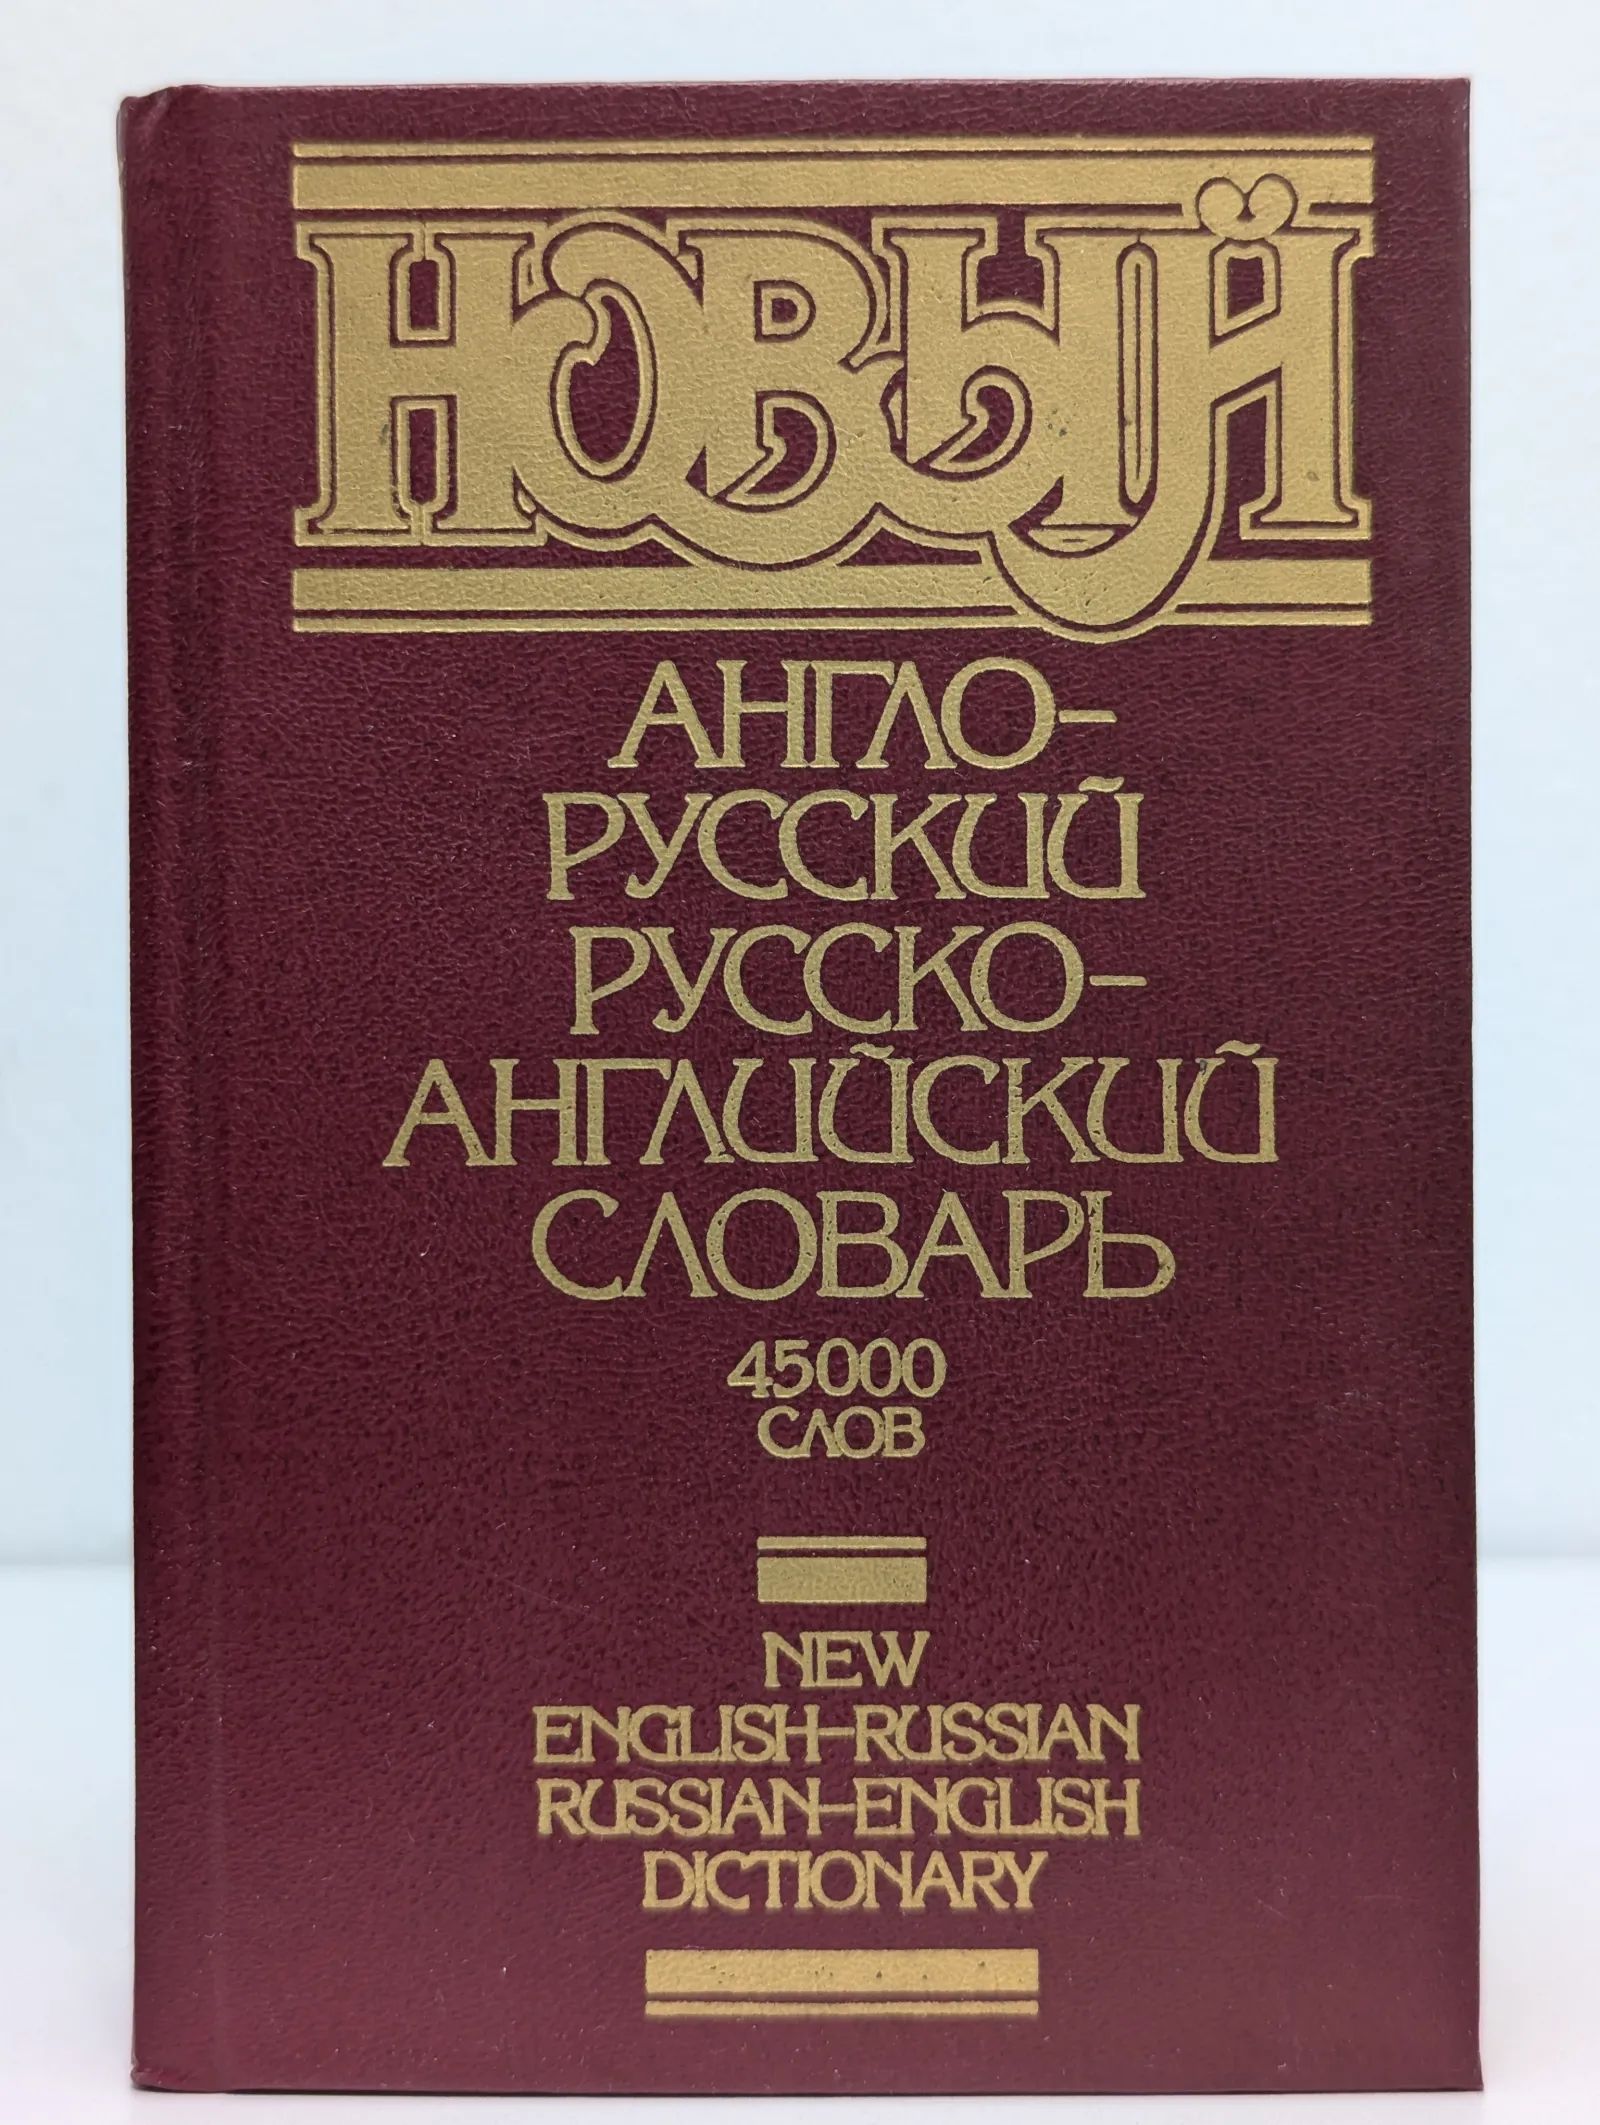 НОВЫЙ
АНГЛО-
РУССКИЙ
РУССКО-
АНГЛИЙСКИЙ
СЛОВАРЬ
45000
СЛОВ
NEW
ENGLISH-RUSSIAN
RUSSIAN-ENGLISH
DICTIONARY